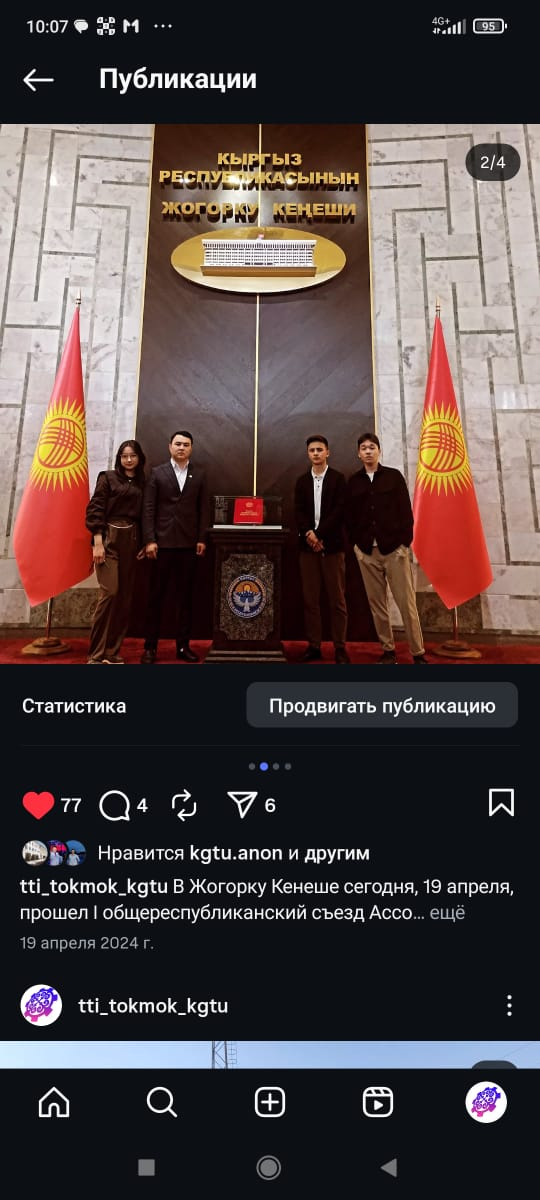 10:07
4G+
95
Публикации
2/4
КЫРГЫЗ
РЕСПУБЛИКАСЫНЫН
ЖОГОРКУ КЕҢЕШИ
Статистика
Продвигать публикацию
77
4
6
Нравится kgtu.anon и другим
tti_tokmok_kgtu В Жогорку Кенеше сегодня, 19 апреля,
прошел I общереспубликанский съезд Ассо... ещё
19 апреля 2024 г.
tti_tokmok_kgtu